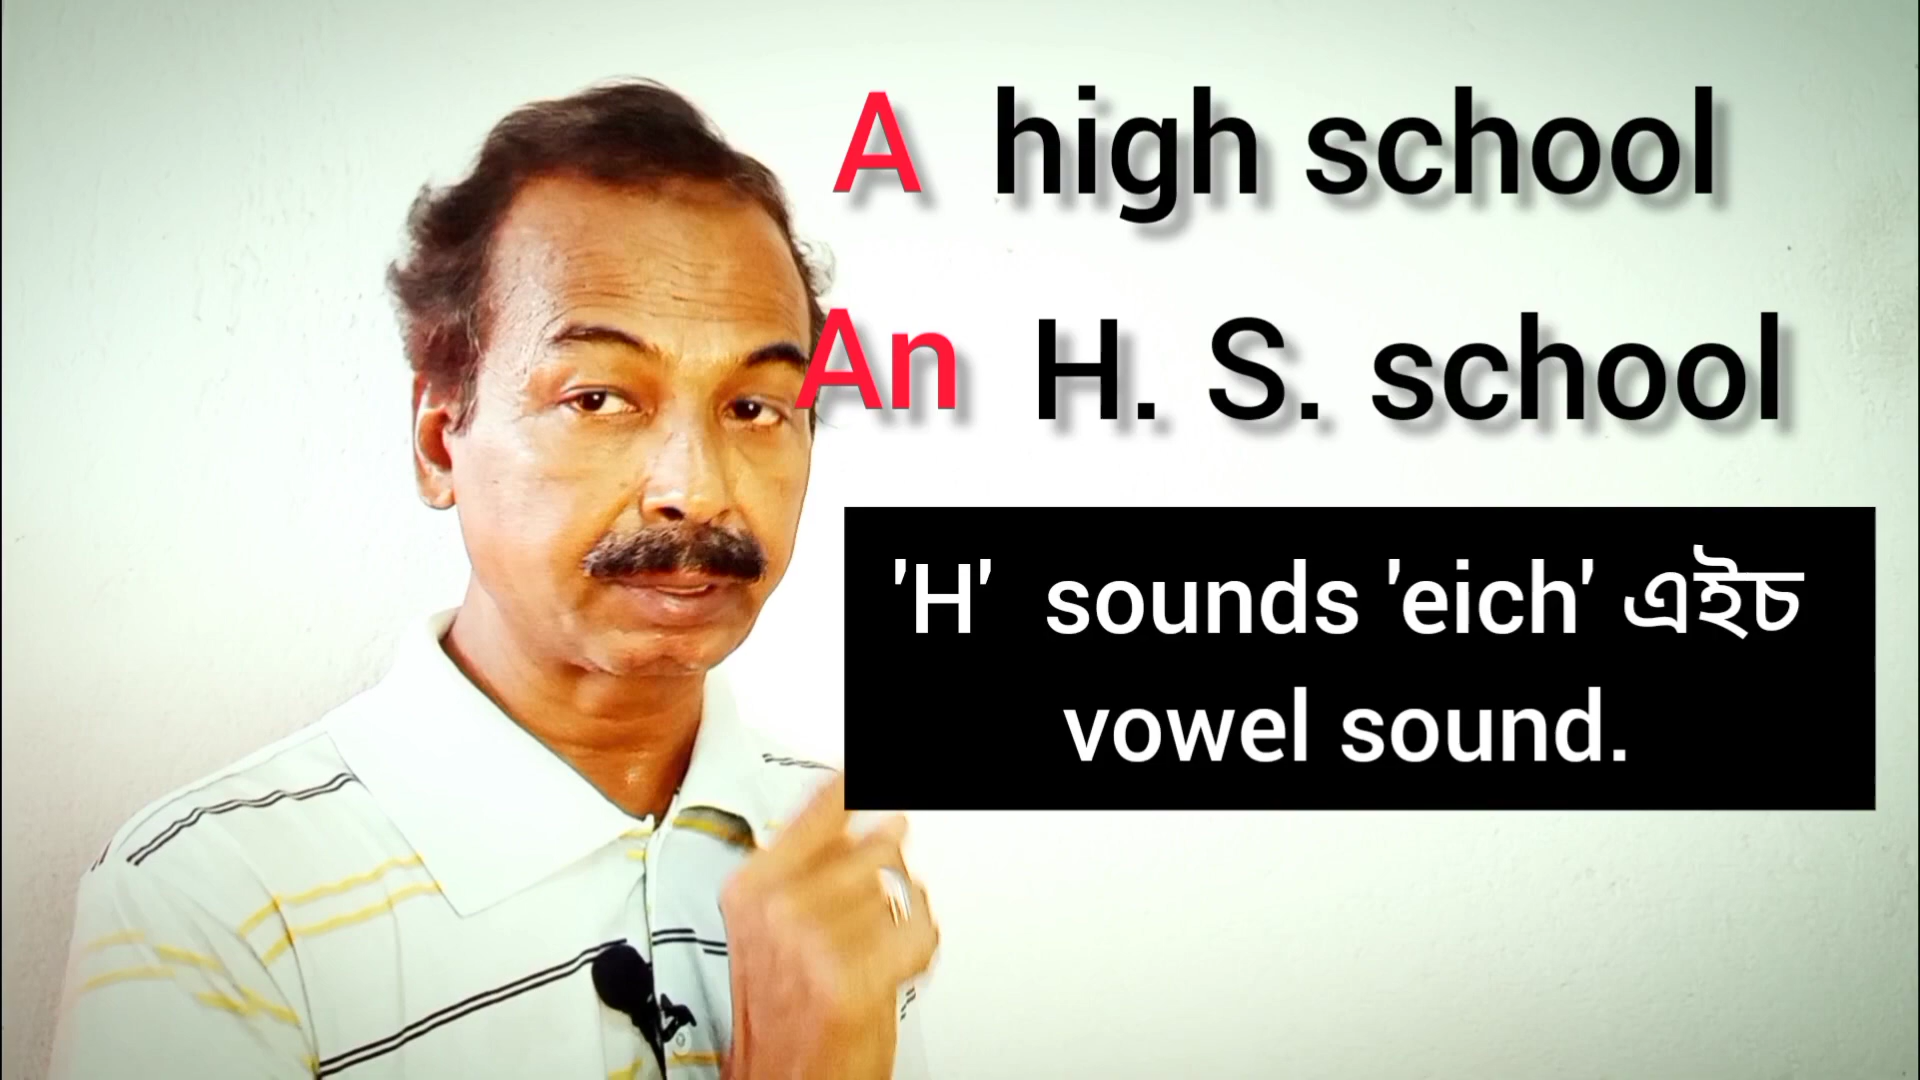 A high school
An H. S. school
'H' sounds 'eich' এইচ
vowel sound.